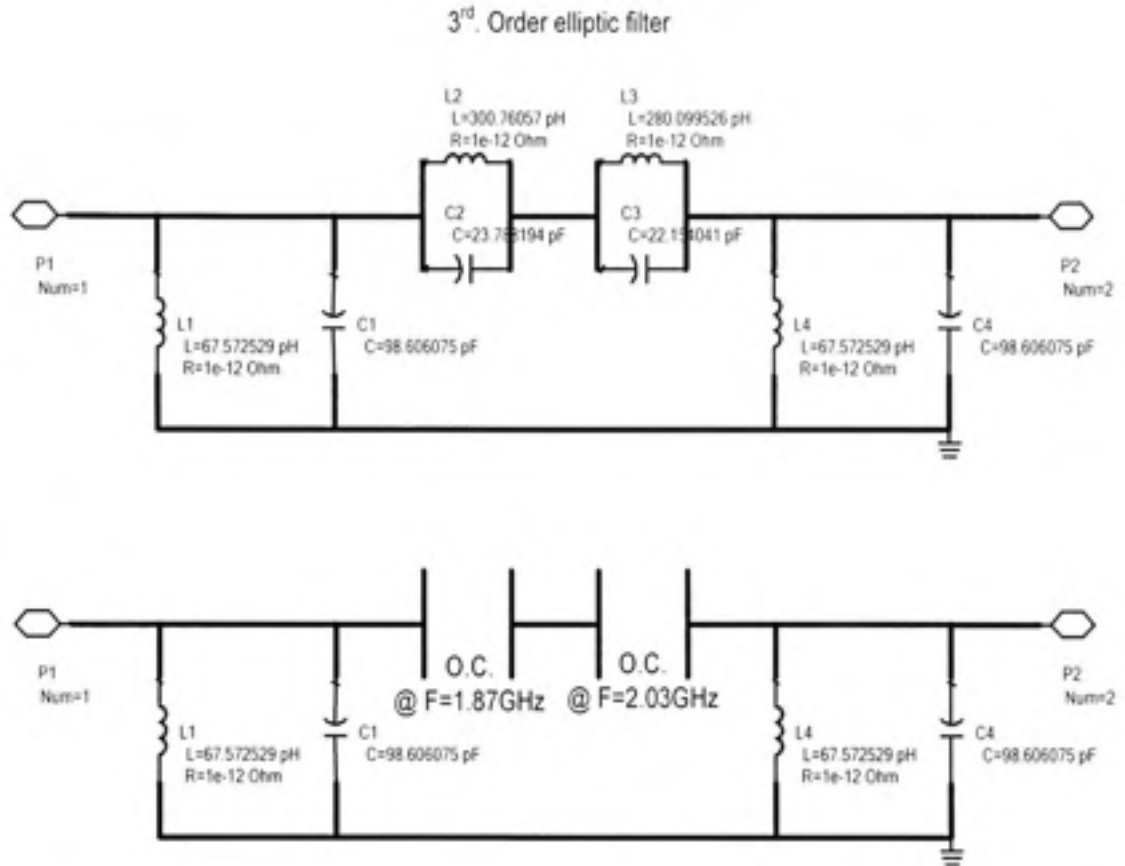 3rd. Order elliptic filter
L2
L=300.76057 pH
R=1e-12 Ohm
L3
L=280.099526 pH
R=1e-12 Ohm
C2
C=23.788194 pF
C3
C=22.154041 pF
P1
Num=1
P2
Num=2
L1
L=67.572529 pH
R=1e-12 Ohm
C1
C=98.606075 pF
L4
L=67.572529 pH
R=1e-12 Ohm
C4
C=98.606075 pF
O.C.
@ F=1.87GHz
O.C.
@ F=2.03GHz
P1
Num=1
P2
Num=2
L1
L=67.572529 pH
R=1e-12 Ohm
C1
C=98.606075 pF
L4
L=67.572529 pH
R=1e-12 Ohm
C4
C=98.606075 pF